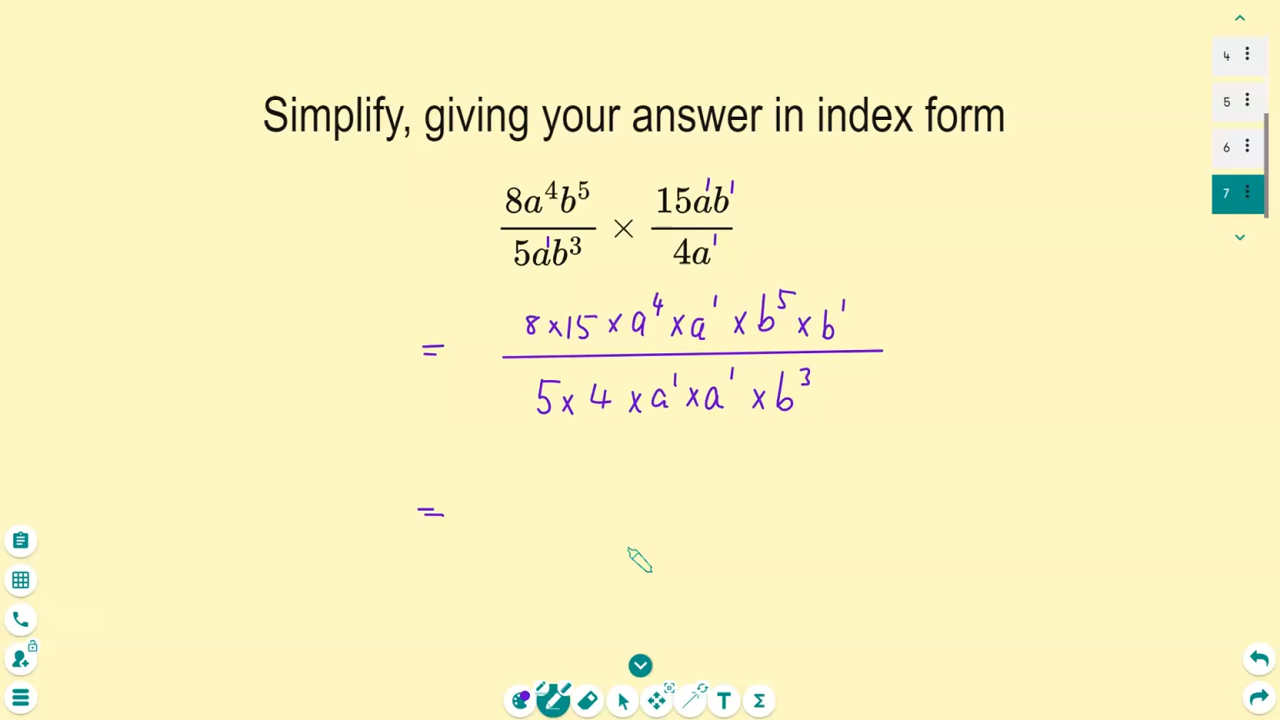 Simplify, giving your answer in index form
8a⁴b⁵ / 5a¹b³ × 15a¹b¹ / 4a¹
= 8 × 15 × a⁴ × a¹ × b⁵ × b¹ / 5 × 4 × a¹ × a¹ × b³
=
4
5
6
7
T
Σ